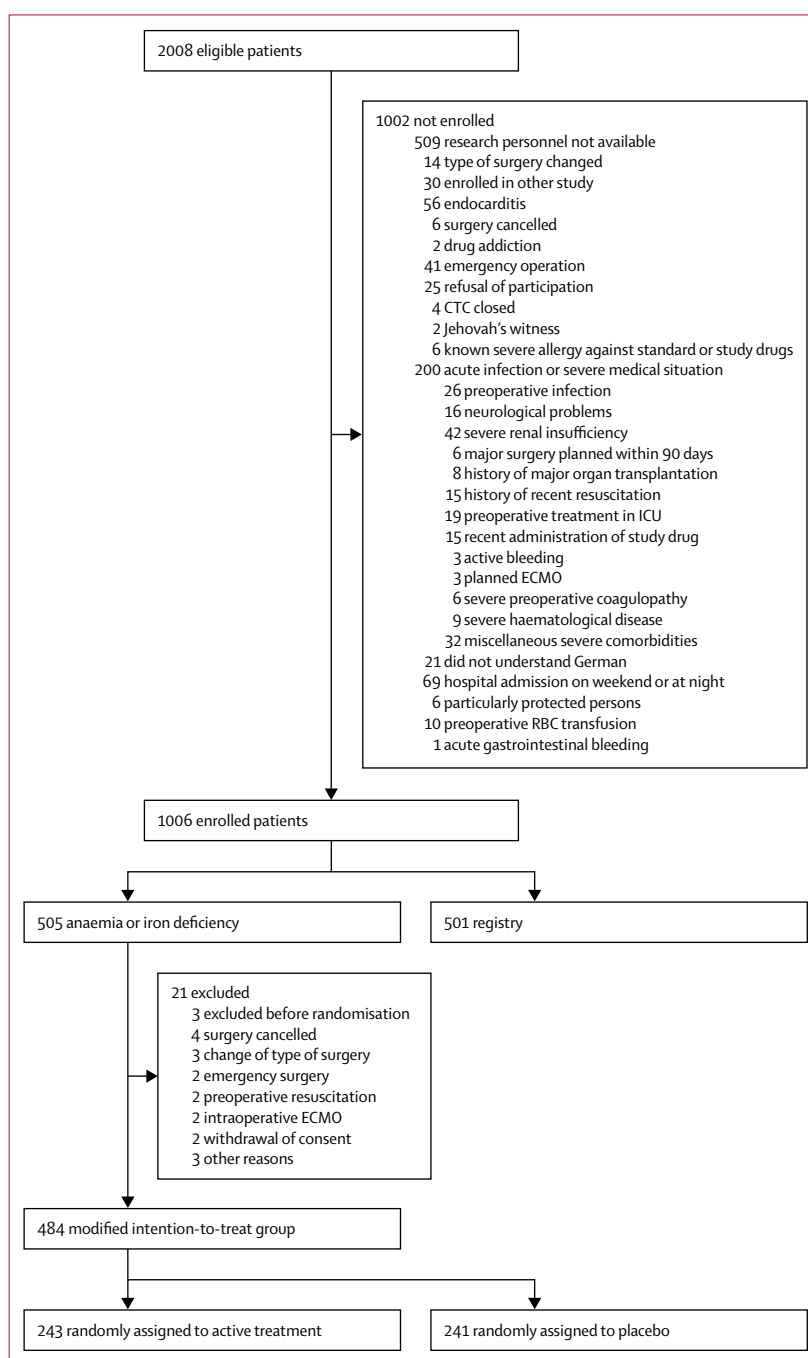 2008 eligible patients
1002 not enrolled
509 research personnel not available
14 type of surgery changed
30 enrolled in other study
56 endocarditis
6 surgery cancelled
2 drug addiction
41 emergency operation
25 refusal of participation
4 CTC closed
2 Jehovah's witness
6 known severe allergy against standard or study drugs
200 acute infection or severe medical situation
26 preoperative infection
16 neurological problems
42 severe renal insufficiency
6 major surgery planned within 90 days
8 history of major organ transplantation
15 history of recent resuscitation
19 preoperative treatment in ICU
15 recent administration of study drug
3 active bleeding
3 planned ECMO
6 severe preoperative coagulopathy
9 severe haematological disease
32 miscellaneous severe comorbidities
21 did not understand German
69 hospital admission on weekend or at night
6 particularly protected persons
10 preoperative RBC transfusion
1 acute gastrointestinal bleeding
1006 enrolled patients
505 anaemia or iron deficiency
501 registry
21 excluded
3 excluded before randomisation
4 surgery cancelled
3 change of type of surgery
2 emergency surgery
2 preoperative resuscitation
2 intraoperative ECMO
2 withdrawal of consent
3 other reasons
484 modified intention-to-treat group
243 randomly assigned to active treatment
241 randomly assigned to placebo